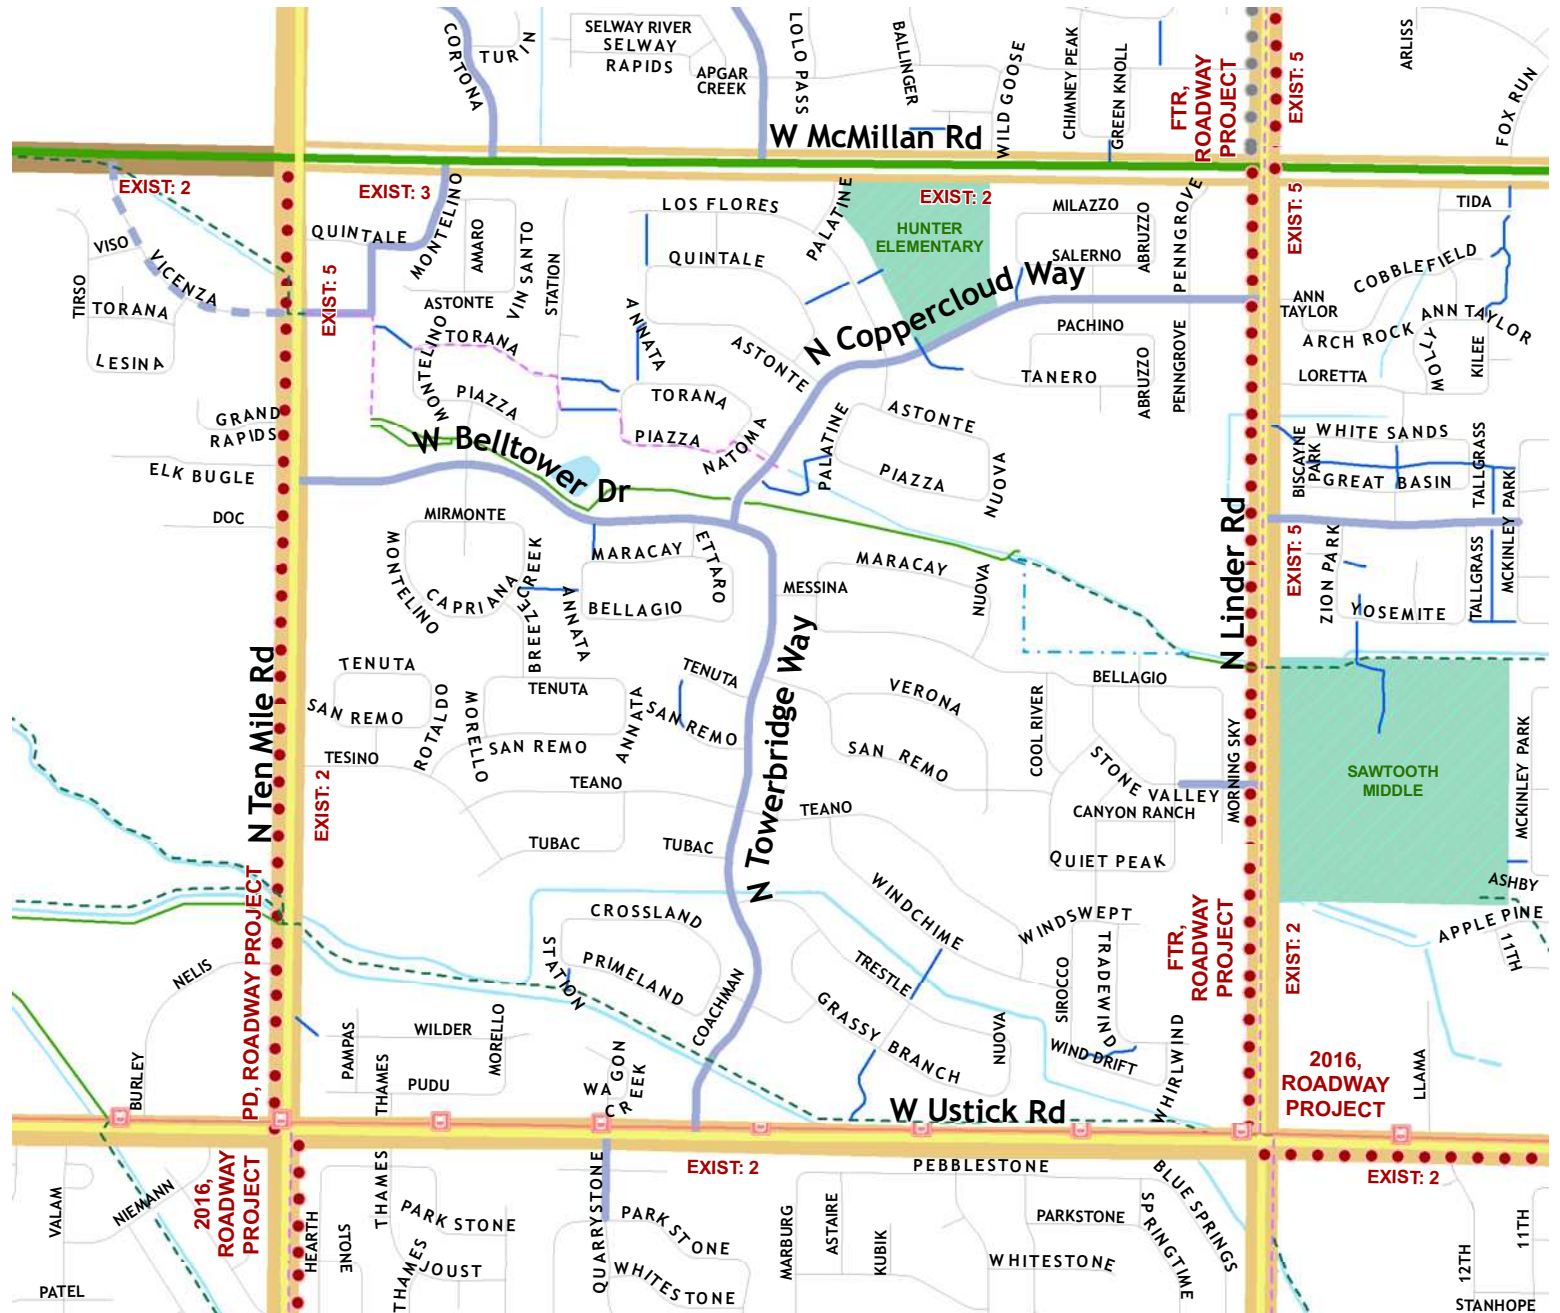 CORTONA
TURIN
SELWAY RIVER
SELWAY
RAPIDS
APGAR
CREEK
LOLO PASS
BALLINGER
WILD GOOSE
CHIMNEY PEAK
GREEN KNOLL
FTR,
ROADWAY
PROJECT
EXIST: 5
ARLISS
FOX RUN
W McMillan Rd
EXIST: 2
EXIST: 3
EXIST: 2
EXIST: 5
VISO
VICENZA
TIRSO
TORANA
LESINA
QUINTALE
MONTELINO
AMARO
VIN SANTO
STATION
ASTONTE
EXIST: 5
LOS FLORES
QUINTALE
PALATINE
HUNTER
ELEMENTARY
MILAZZO
SALERNO
ABRUZZO
PENNGROVE
TIDA
COBBLEFIELD
ANN
TAYLOR
ARCH ROCK
ANN TAYLOR
MOLLY
KILEE
LORETTA
N Coppercloud Way
PACHINO
TANERO
ABRUZZO
PENNGROVE
MONTELINO
TORANA
PIAZZA
ANNATA
ASTONTE
TORANA
PIAZZA
NATOMA
PALATINE
ASTONTE
PIAZZA
NUOVA
GRAND
RAPIDS
ELK BUGLE
DOC
W Belltower Dr
WHITE SANDS
BISCAYNE
PARK
GREAT BASIN
TALLGRASS
MCKINLEY PARK
N Linder Rd
EXIST: 5
ZION PARK
YOSEMITE
TALLGRASS
MIRMONTE
MONTELINO
CAPRIANA
BREEZE CREEK
ANNATA
MARACAY
ETTARO
BELLAGIO
MESSINA
MARACAY
NUOVA
N Ten Mile Rd
TENUTA
SAN REMO
ROTALDO
MORELLO
TENUTA
SAN REMO
ANNATA
TENUTA
SAN REMO
N Towerbridge Way
VERONA
SAN REMO
COOL RIVER
BELLAGIO
STONE VALLEY
MORNING SKY
CANYON RANCH
QUIET PEAK
SAWTOOTH
MIDDLE
MCKINLEY PARK
TESINO
TEANO
TEANO
TUBAC
TUBAC
EXIST: 2
ASHBY
APPLE PINE
11TH
PD, ROADWAY PROJECT
NELIS
BURLEY
CROSSLAND
STATION
PRIMELAND
COACHMAN
WINDCHIME
TRESTLE
GRASSY BRANCH
NUOVA
WINDSWEPT
SIROCCO
TRADEWIND
WIND DRIFT
WHIRLWIND
FTR,
ROADWAY
PROJECT
EXIST: 2
PAMPAS
WILDER
MORELLO
THAMES
PUDU
WAGON
CREEK
W Ustick Rd
2016,
ROADWAY
PROJECT
LLAMA
2016,
ROADWAY
PROJECT
VALAM
NIEMANN
PATEL
HEARTH
STONE
THAMES
PARK STONE
THAMES
JOUST
QUARRYSTONE
PARK STONE
WHITESTONE
EXIST: 2
MARBURG
ASTAIRE
KUBIK
PEBBLESTONE
PARKSTONE
WHITESTONE
SPRINGTIME
BLUE SPRINGS
EXIST: 2
12TH
11TH
STANHOPE